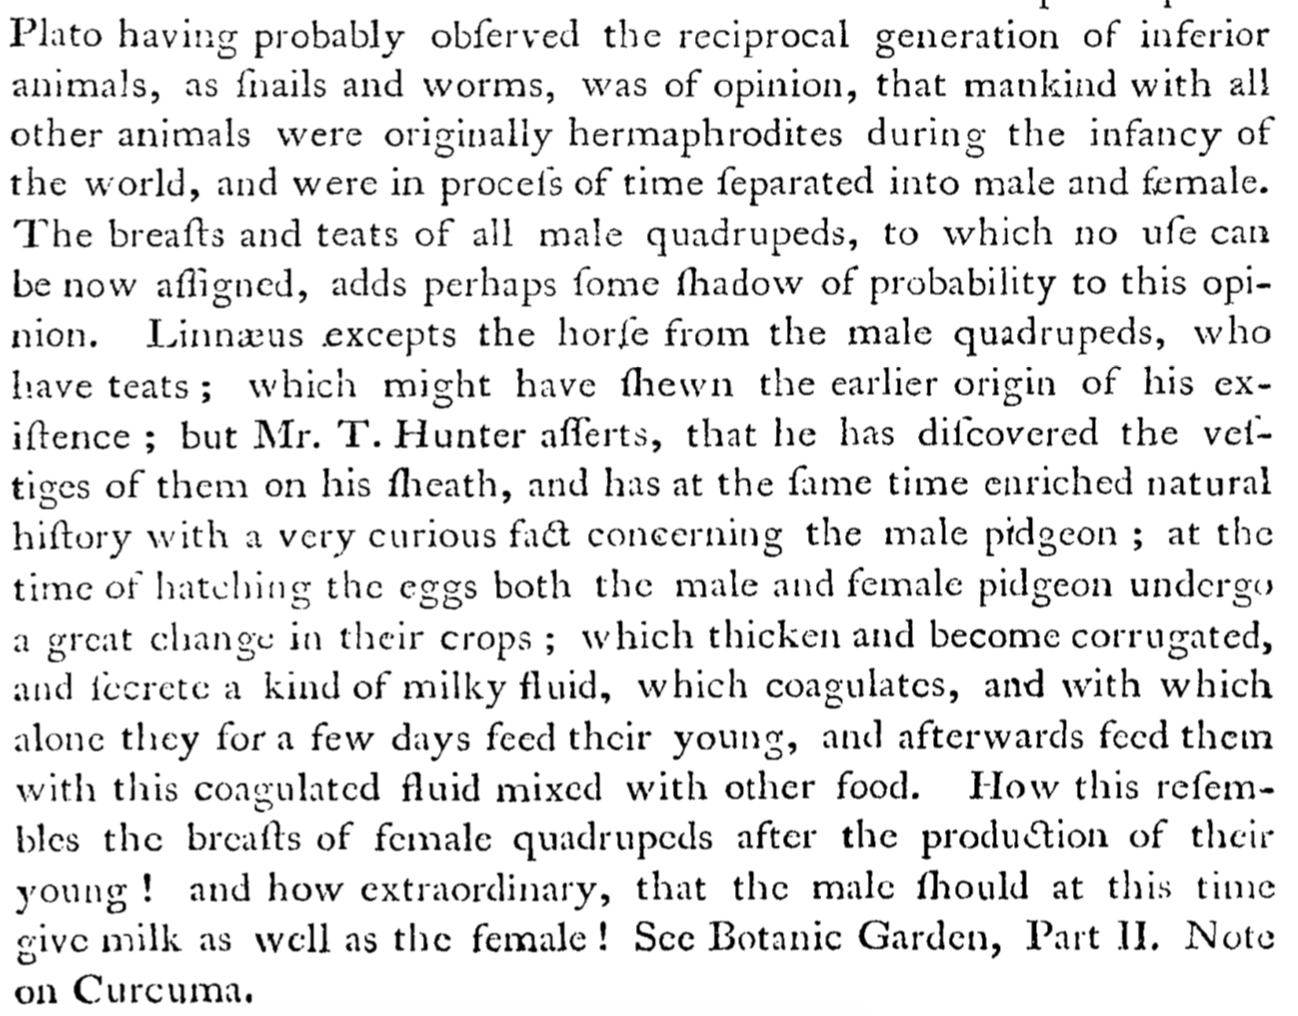 Plato having probably obſerved the reciprocal generation of inferior
animals, as ſnails and worms, was of opinion, that mankind with all
other animals were originally hermaphrodites during the infancy of
the world, and were in proceſs of time ſeparated into male and female.
The breaſts and teats of all male quadrupeds, to which no uſe can
be now aſſigned, adds perhaps ſome ſhadow of probability to this opi-
nion. Linnæus excepts the horſe from the male quadrupeds, who
have teats; which might have ſhewn the earlier origin of his ex-
iſtence; but Mr. T. Hunter aſſerts, that he has diſcovered the veſ-
tiges of them on his ſheath, and has at the ſame time enriched natural
hiſtory with a very curious fact concerning the male pidgeon; at the
time of hatching the eggs both the male and female pidgeon undergo
a great change in their crops; which thicken and become corrugated,
and ſecrete a kind of milky fluid, which coagulates, and with which
alone they for a few days feed their young, and afterwards feed them
with this coagulated fluid mixed with other food. How this reſem-
bles the breaſts of female quadrupeds after the production of their
young! and how extraordinary, that the male ſhould at this time
give milk as well as the female! See Botanic Garden, Part II. Note
on Curcuma.